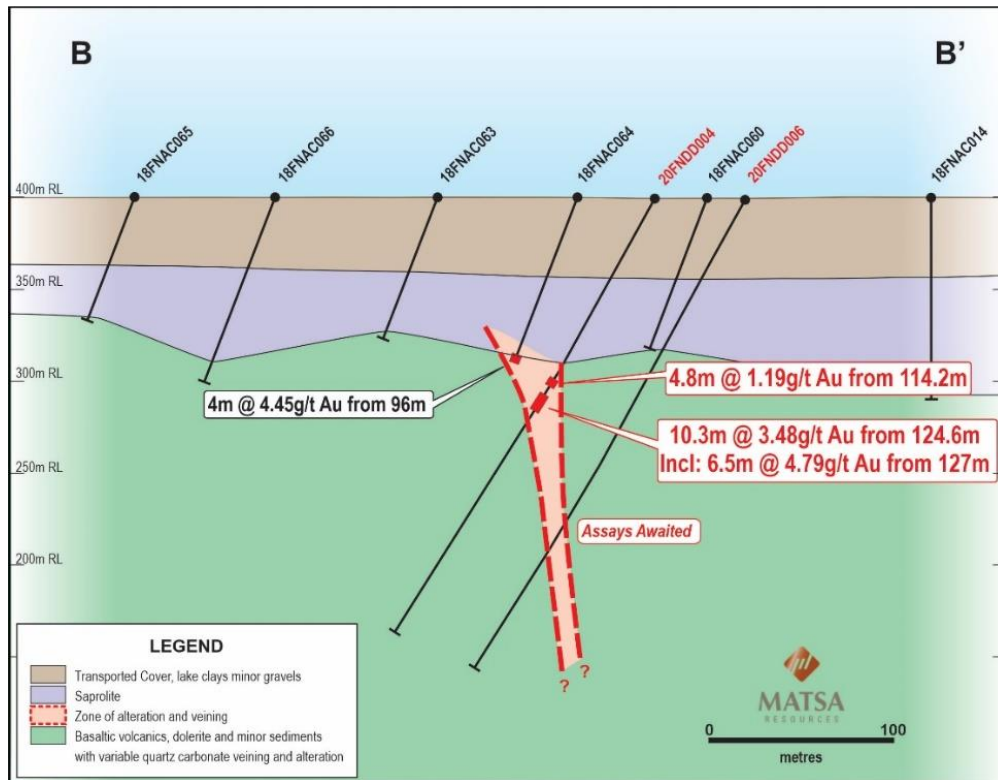 B
B'
18FNAC065
18FNAC066
18FNAC063
18FNAC064
20FNDD004
18FNAC060
20FNDD006
18FNAC014
400m RL
350m RL
300m RL
250m RL
200m RL
4m @ 4.45g/t Au from 96m
4.8m @ 1.19g/t Au from 114.2m
10.3m @ 3.48g/t Au from 124.6m
Incl: 6.5m @ 4.79g/t Au from 127m
Assays Awaited
? ?
LEGEND
Transported Cover, lake clays minor gravels
Saprolite
Zone of alteration and veining
Basaltic volcanics, dolerite and minor sediments
with variable quartz carbonate veining and alteration
MATSA
RESOURCES
0 100
metres